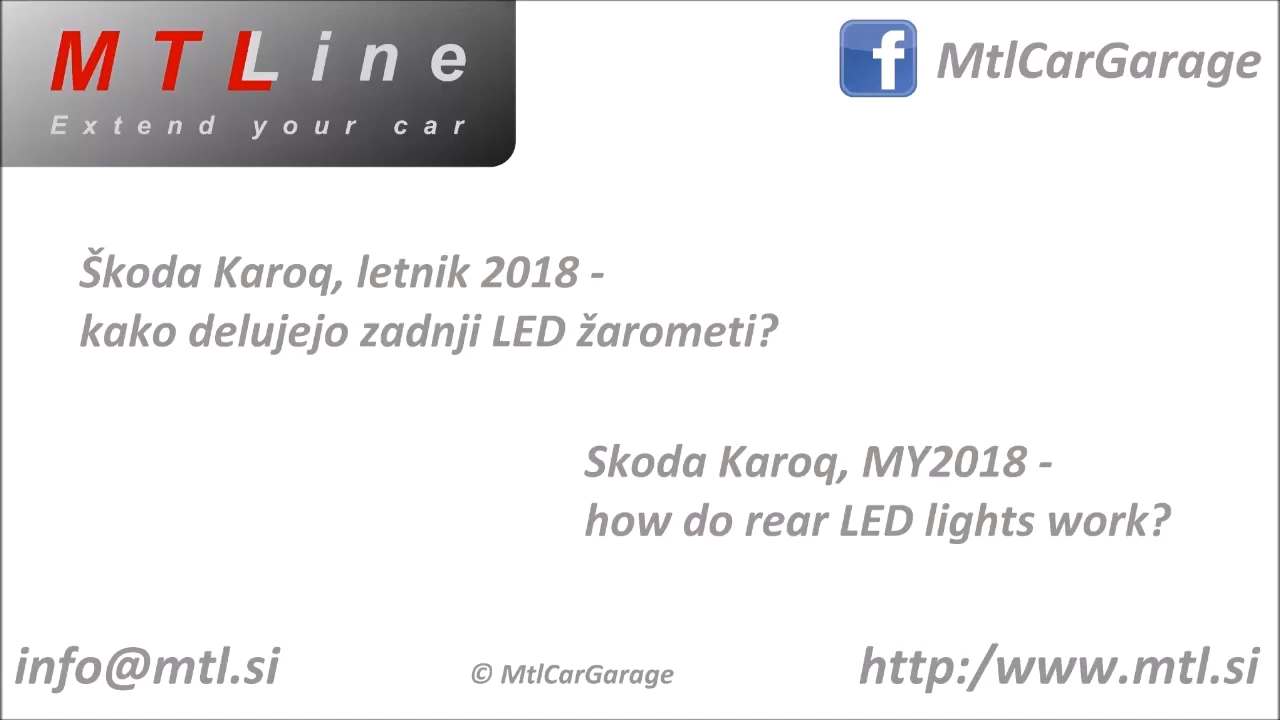 MTLine
Extend your car
MtlCarGarage
Škoda Karoq, letnik 2018 -
kako delujejo zadnji LED žarometi?
Skoda Karoq, MY2018 -
how do rear LED lights work?
info@mtl.si
© MtlCarGarage
http:/www.mtl.si